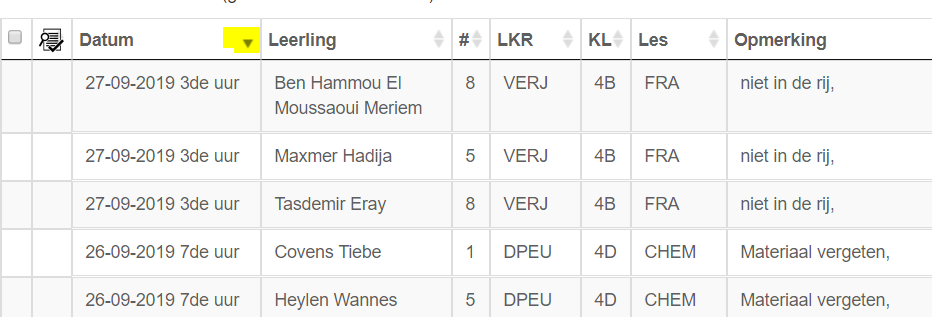 Datum Leerling # LKR KL Les Opmerking
27-09-2019 3de uur Ben Hammou El Moussaoui Meriem 8 VERJ 4B FRA niet in de rij,
27-09-2019 3de uur Maxmer Hadija 5 VERJ 4B FRA niet in de rij,
27-09-2019 3de uur Tasdemir Eray 8 VERJ 4B FRA niet in de rij,
26-09-2019 7de uur Covens Tiebe 1 DPEU 4D CHEM Materiaal vergeten,
26-09-2019 7de uur Heylen Wannes 5 DPEU 4D CHEM Materiaal vergeten,